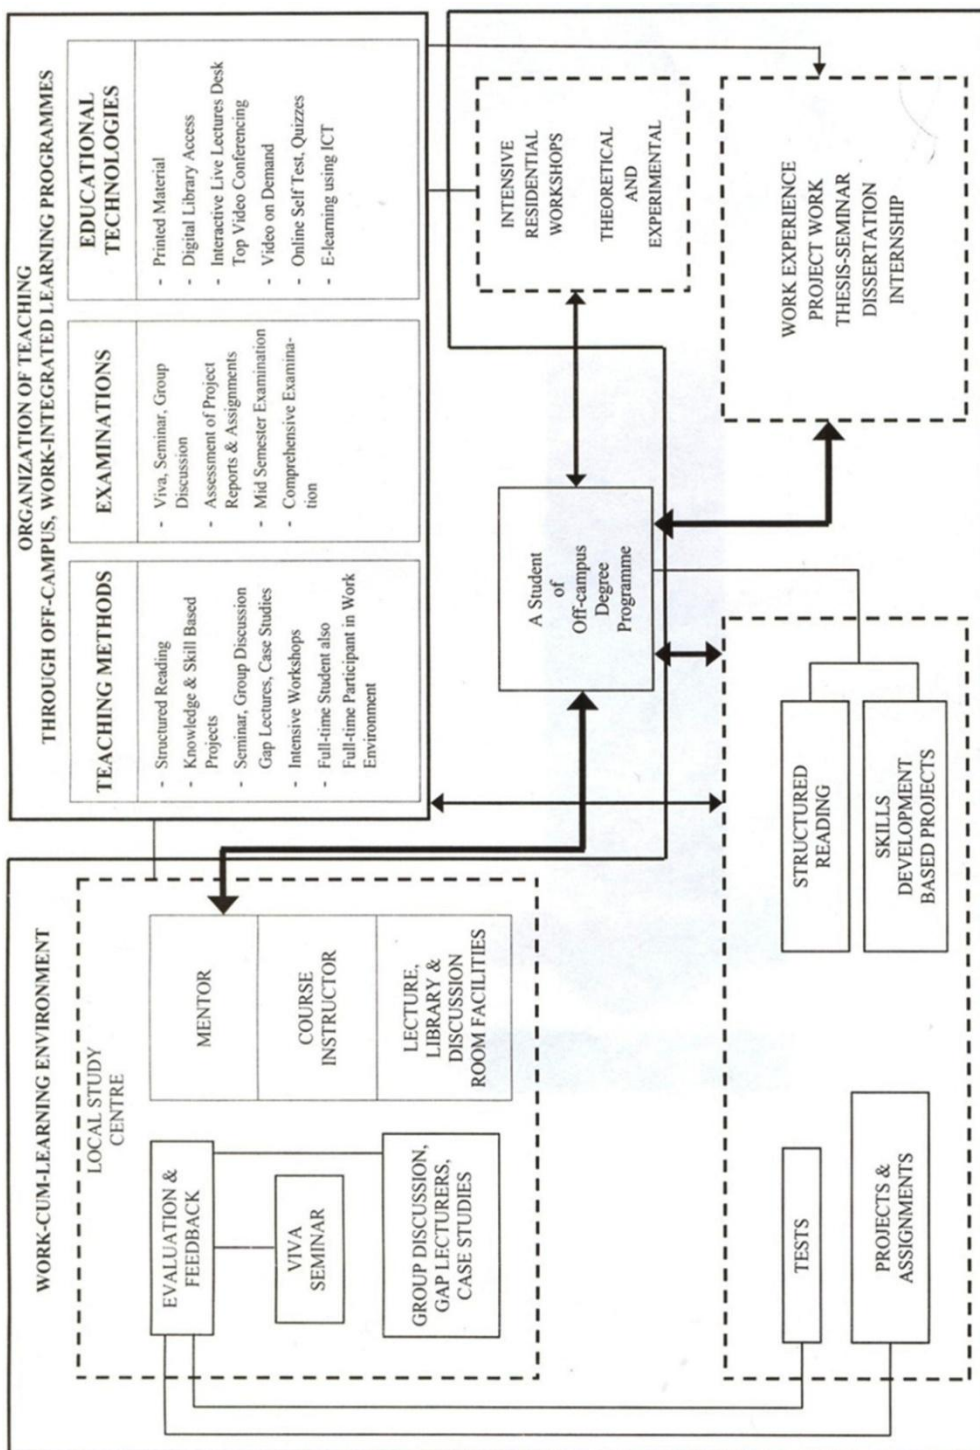 ORGANIZATION OF TEACHING
THROUGH OFF-CAMPUS, WORK-INTEGRATED LEARNING PROGRAMMES
TEACHING METHODS
- Structured Reading
- Knowledge & Skill Based
Projects
- Seminar, Group Discussion
Gap Lectures, Case Studies
- Intensive Workshops
- Full-time Student also
Full-time Participant in Work
Environment
EXAMINATIONS
- Viva, Seminar, Group
Discussion
- Assessment of Project
Reports & Assignments
- Mid Semester Examination
- Comprehensive Examina-
tion
EDUCATIONAL
TECHNOLOGIES
- Printed Material
- Digital Library Access
- Interactive Live Lectures Desk
Top Video Conferencing
- Video on Demand
- Online Self Test, Quizzes
- E-learning using ICT
WORK-CUM-LEARNING ENVIRONMENT
LOCAL STUDY
CENTRE
EVALUATION &
FEEDBACK
VIVA
SEMINAR
GROUP DISCUSSION,
GAP LECTURERS,
CASE STUDIES
MENTOR
COURSE
INSTRUCTOR
LECTURE,
LIBRARY &
DISCUSSION
ROOM FACILITIES
A Student
of
Off-campus
Degree
Programme
INTENSIVE
RESIDENTIAL
WORKSHOPS
THEORETICAL
AND
EXPERIMENTAL
TESTS
PROJECTS &
ASSIGNMENTS
STRUCTURED
READING
SKILLS
DEVELOPMENT
BASED PROJECTS
WORK EXPERIENCE
PROJECT WORK
THESIS-SEMINAR
DISSERTATION
INTERNSHIP